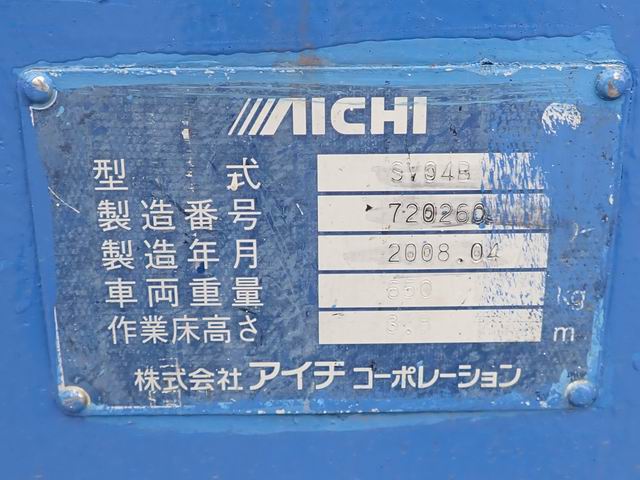 AICHI
型式 SV04B
製造番号 720260
製造年月 2008.04
車両重量 kg
作業床高さ m
株式会社 アイチ コーポレーション